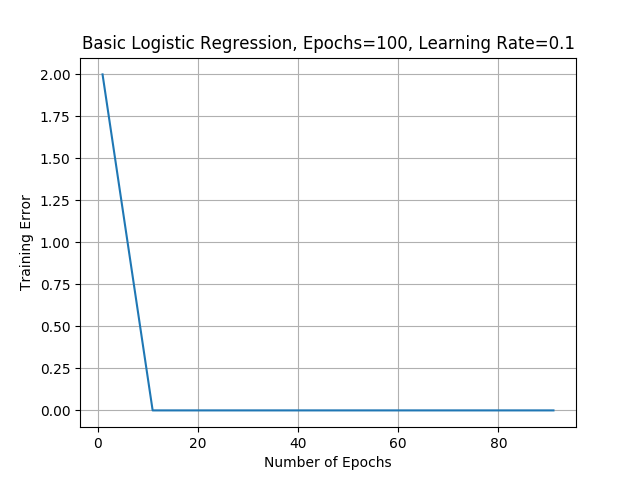 Basic Logistic Regression, Epochs=100, Learning Rate=0.1
2.00
1.75
1.50
1.25
1.00
0.75
0.50
0.25
0.00
Training Error
0 20 40 60 80
Number of Epochs